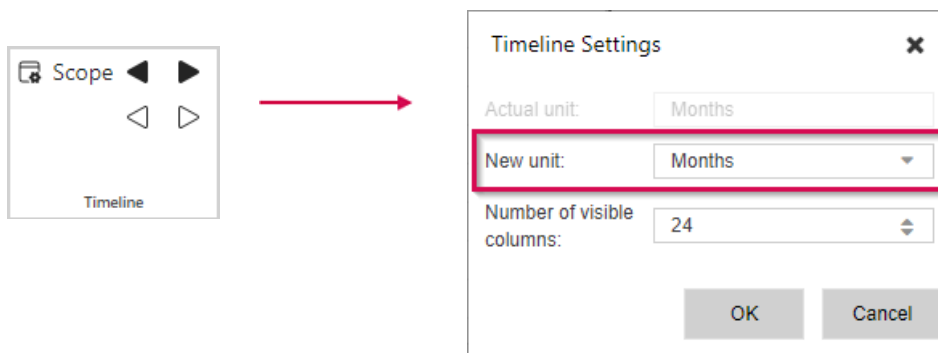 Scope
Timeline
Timeline Settings
Actual unit: Months
New unit: Months
Number of visible
columns: 24
OK Cancel